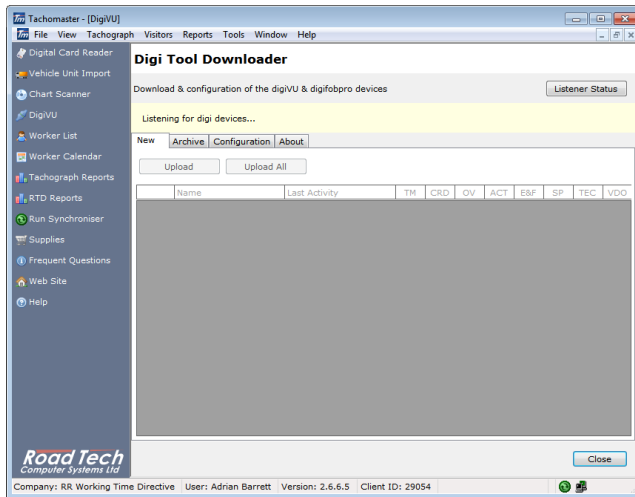 Tm Tachomaster - [DigiVU]
Tm File View Tachograph Visitors Reports Tools Window Help
Digital Card Reader
Vehicle Unit Import
Chart Scanner
DigiVU
Worker List
Worker Calendar
Tachograph Reports
RTD Reports
Run Synchroniser
Supplies
Frequent Questions
Web Site
Help
Road Tech
Computer Systems Ltd
Digi Tool Downloader
Download & configuration of the digiVU & digifobpro devices
Listener Status
Listening for digi devices...
New Archive Configuration About
Upload Upload All
Name Last Activity TM CRD OV ACT E&F SP TEC VDO
Close
Company: RR Working Time Directive User: Adrian Barrett Version: 2.6.6.5 Client ID: 29054